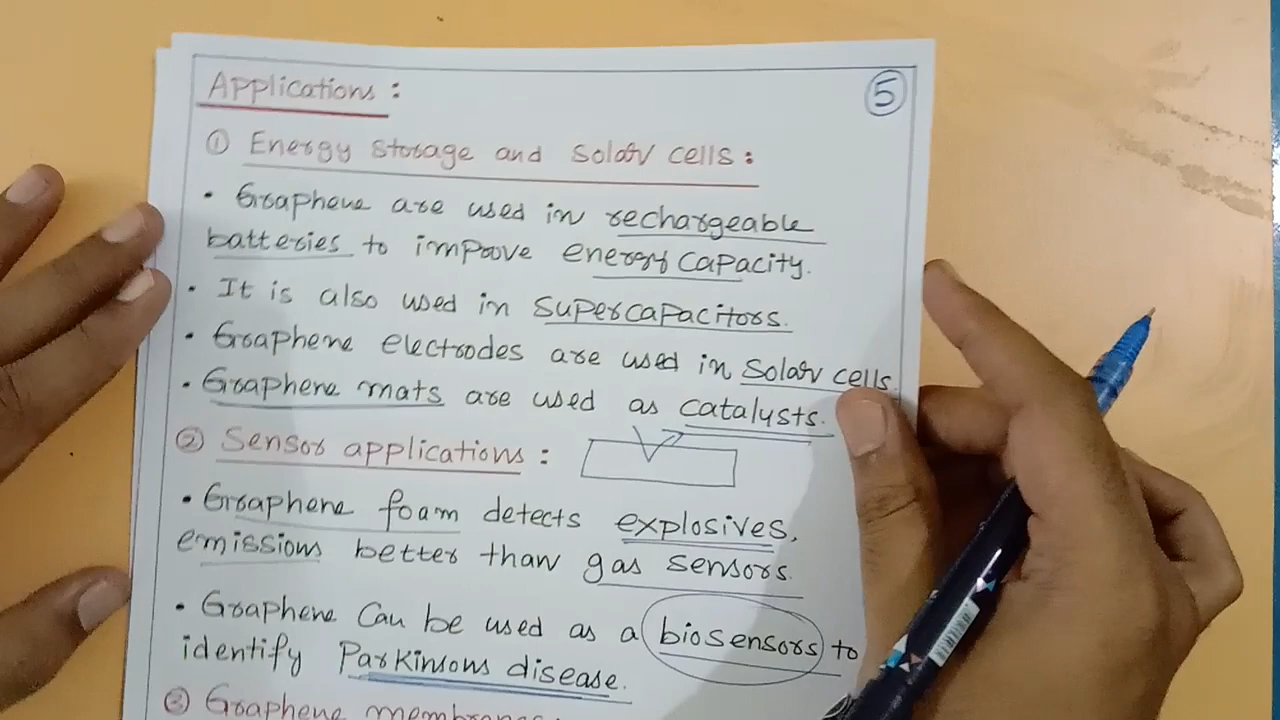 5
Applications :
① Energy storage and Solar cells :
• Graphene are used in rechargeable
batteries to improve energy capacity.
• It is also used in supercapacitors.
• Graphene electrodes are used in solar cells.
• Graphene mats are used as catalysts.
② Sensor applications :
• Graphene foam detects explosives,
emissions better than gas sensors.
• Graphene Can be used as a biosensors to
identify Parkinsons disease.
③ Graphene membranes :